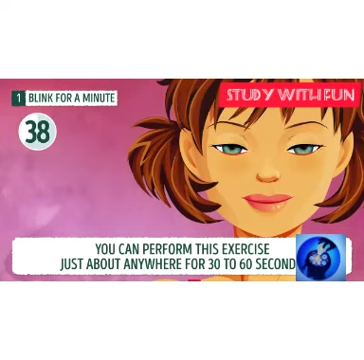 1 BLINK FOR A MINUTE
STUDY WITH FUN
38
YOU CAN PERFORM THIS EXERCISE
JUST ABOUT ANYWHERE FOR 30 TO 60 SECOND